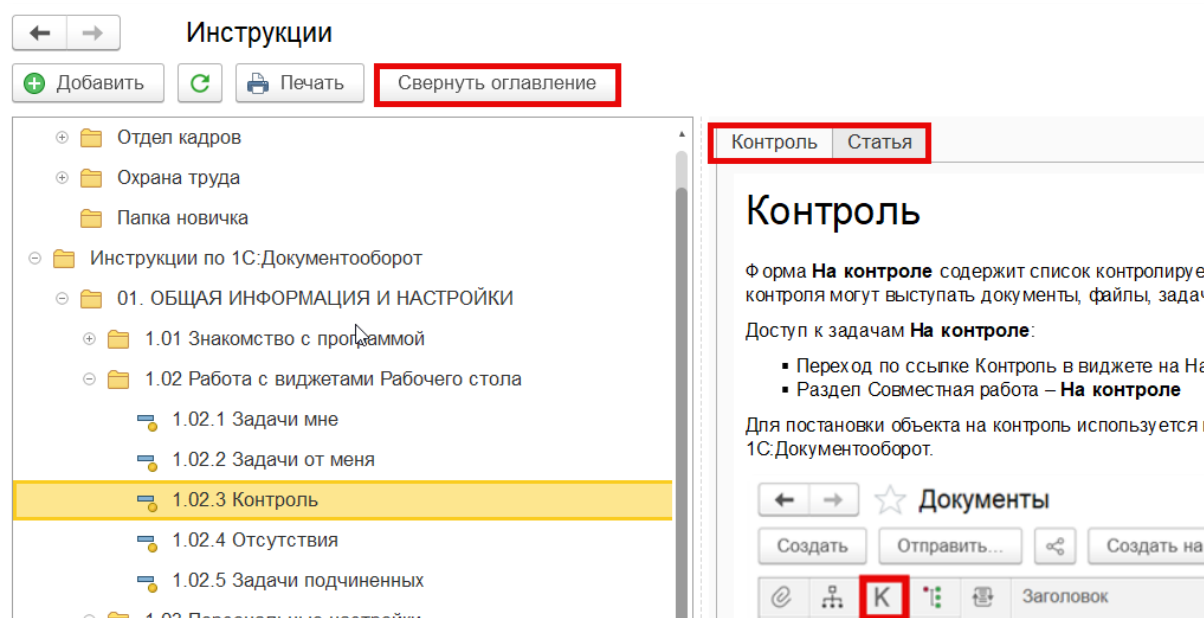 Инструкции
Добавить
Печать
Свернуть оглавление
Отдел кадров
Охрана труда
Папка новичка
Инструкции по 1С:Документооборот
01. ОБЩАЯ ИНФОРМАЦИЯ И НАСТРОЙКИ
1.01 Знакомство с программой
1.02 Работа с виджетами Рабочего стола
1.02.1 Задачи мне
1.02.2 Задачи от меня
1.02.3 Контроль
1.02.4 Отсутствия
1.02.5 Задачи подчиненных
Контроль Статья
Контроль
Форма На контроле содержит список
контроля могут выступать документы, файлы,
Доступ к задачам На контроле:
▪ Переход по ссылке Контроль в виджете на
▪ Раздел Совместная работа – На контроле
Для постановки объекта на контроль используется
1С:Документооборот.
Документы
Создать
Отправить...
Создать на
К
Заголовок